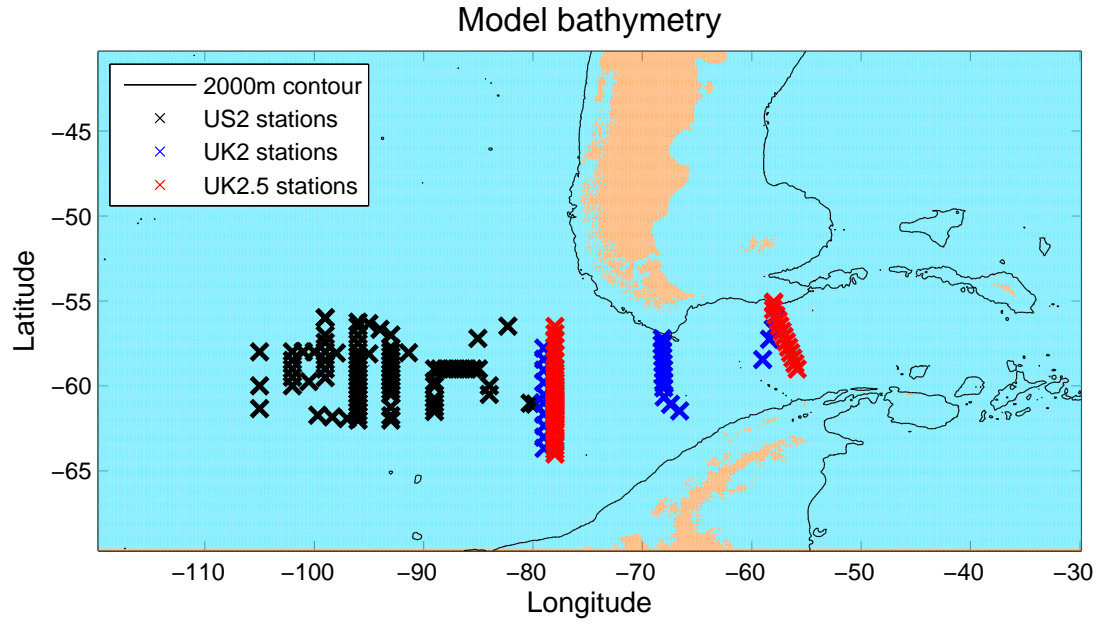 Model bathymetry
2000m contour
US2 stations
UK2 stations
UK2.5 stations
Latitude
−45
−50
−55
−60
−65
−110
−100
−90
−80
−70
−60
−50
−40
−30
Longitude